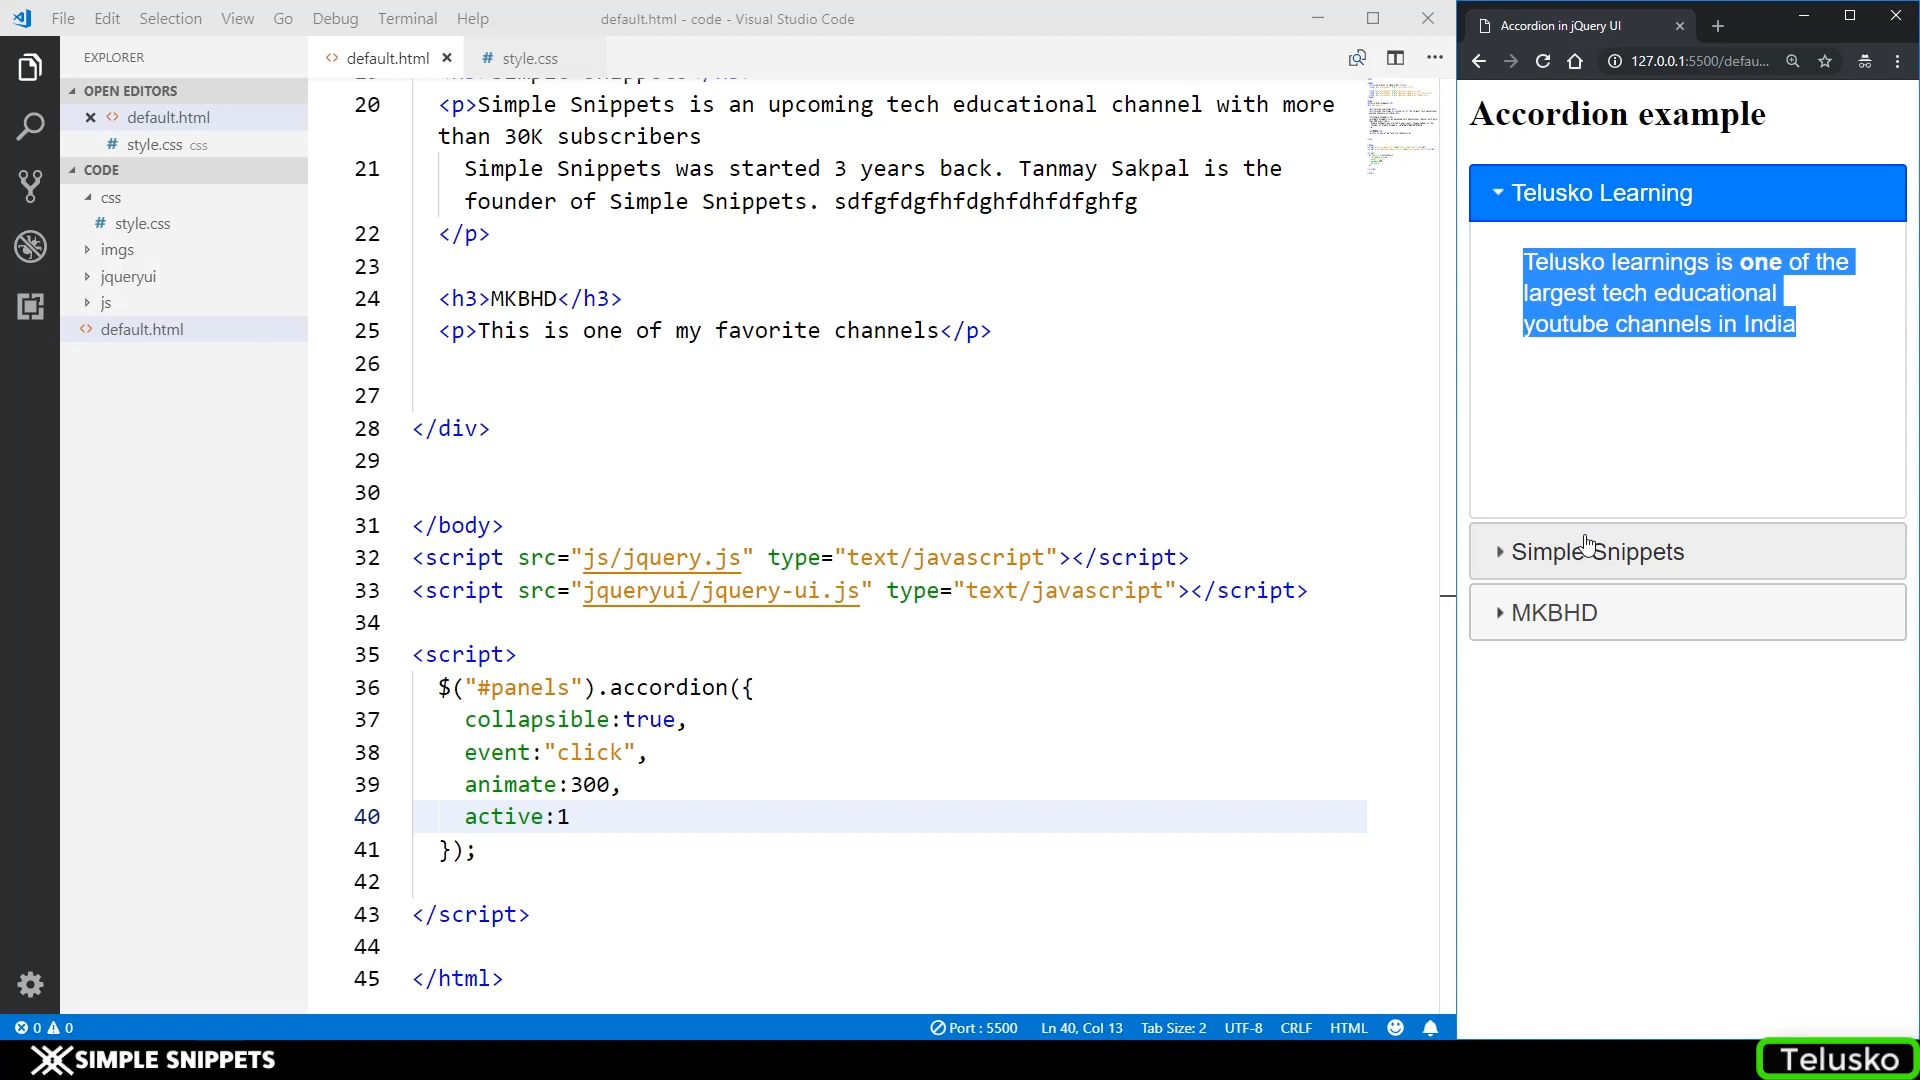 File Edit Selection View Go Debug Terminal Help
default.html - code - Visual Studio Code
EXPLORER
OPEN EDITORS
default.html
style.css css
CODE
css
style.css
imgs
jqueryui
js
default.html
default.html
style.css
20 <p>Simple Snippets is an upcoming tech educational channel with more
than 30K subscribers
21 Simple Snippets was started 3 years back. Tanmay Sakpal is the
founder of Simple Snippets. sdfgfdgfhfdghfdhfdfghfg
22 </p>
23
24 <h3>MKBHD</h3>
25 <p>This is one of my favorite channels</p>
26
27
28 </div>
29
30
31 </body>
32 <script src="js/jquery.js" type="text/javascript"></script>
33 <script src="jqueryui/jquery-ui.js" type="text/javascript"></script>
34
35 <script>
36 $("#panels").accordion({
37 collapsible:true,
38 event:"click",
39 animate:300,
40 active:1
41 });
42
43 </script>
44
45 </html>
0 0
Port : 5500 Ln 40, Col 13 Tab Size: 2 UTF-8 CRLF HTML
Accordion in jQuery UI
127.0.0.1:5500/defau...
Accordion example
Telusko Learning
Telusko learnings is one of the
largest tech educational
youtube channels in India
Simple Snippets
MKBHD
SIMPLE SNIPPETS
Telusko